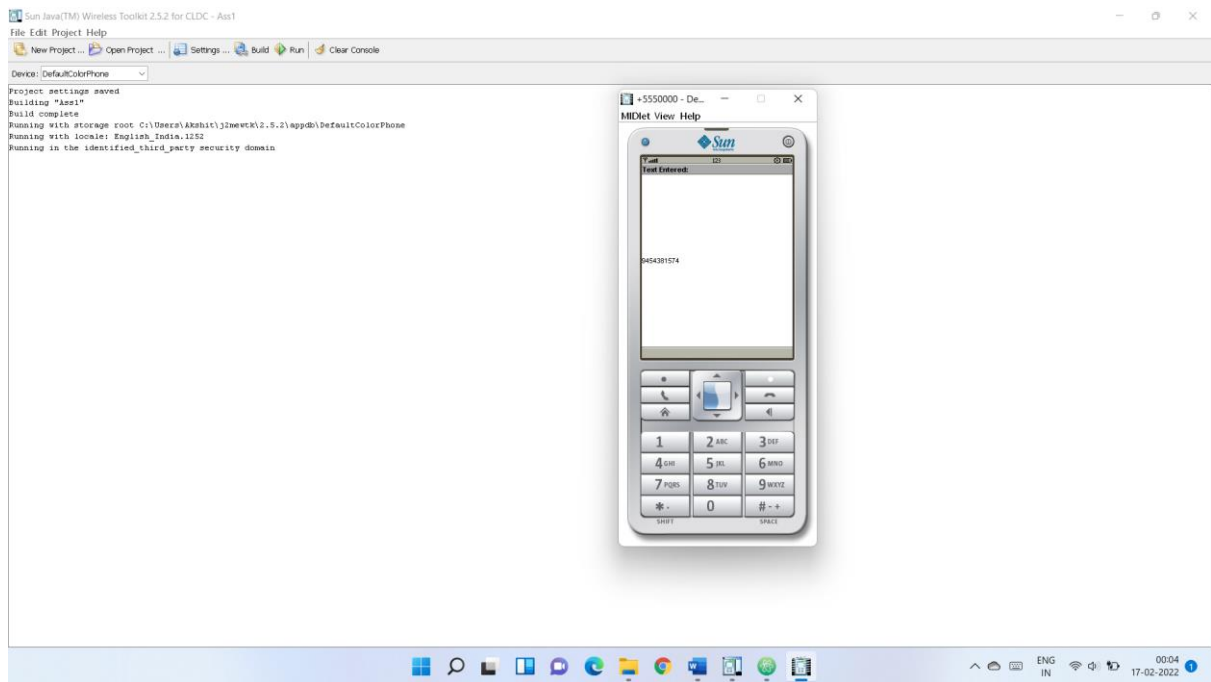 Sun Java(TM) Wireless Toolkit 2.5.2 for CLDC - Ass1
File Edit Project Help
New Project ... Open Project ... Settings ... Build Run Clear Console
Device: DefaultColorPhone
Project settings saved
Building "Ass1"
Build complete
Running with storage root C:\Users\Akshit\j2mewtk\2.5.2\appdb\DefaultColorPhone
Running with locale: English_India.1252
Running in the identified_third_party security domain
+5550000 - De...
MIDlet View Help
Sun
123
Text Entered:
9454381574
1 2 ABC 3 DEF
4 GHI 5 JKL 6 MNO
7 PQRS 8 TUV 9 WXYZ
* . 0 # - +
SHIFT SPACE
ENG
IN
00:04
17-02-2022
1